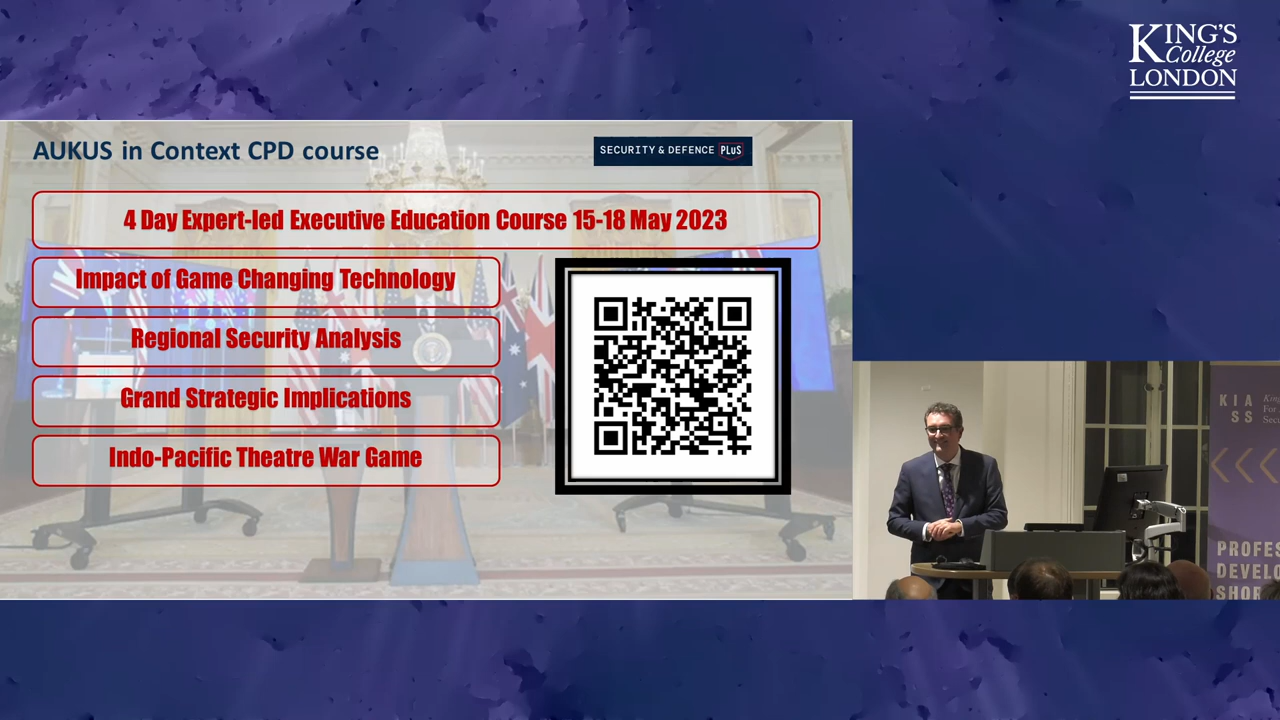 KING'S
College
LONDON
AUKUS in Context CPD course
SECURITY & DEFENCE PLuS
4 Day Expert-led Executive Education Course 15-18 May 2023
Impact of Game Changing Technology
Regional Security Analysis
Grand Strategic Implications
Indo-Pacific Theatre War Game
K I A
S S